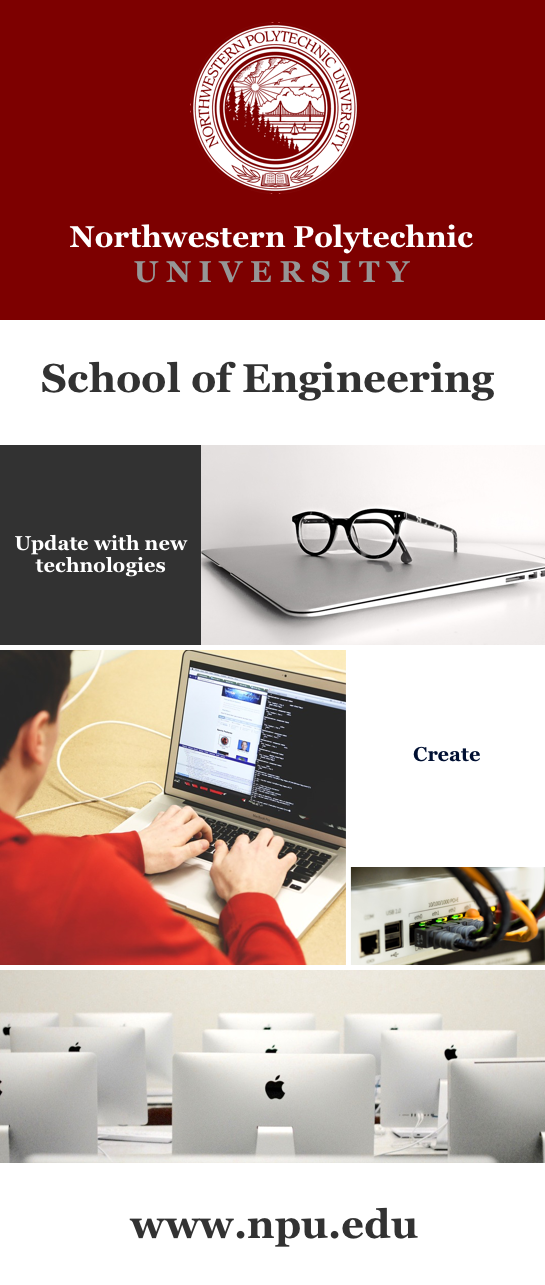 NORTHWESTERN POLYTECHNIC UNIVERSITY
Northwestern Polytechnic
UNIVERSITY
School of Engineering
Update with new
technologies
Create
www.npu.edu